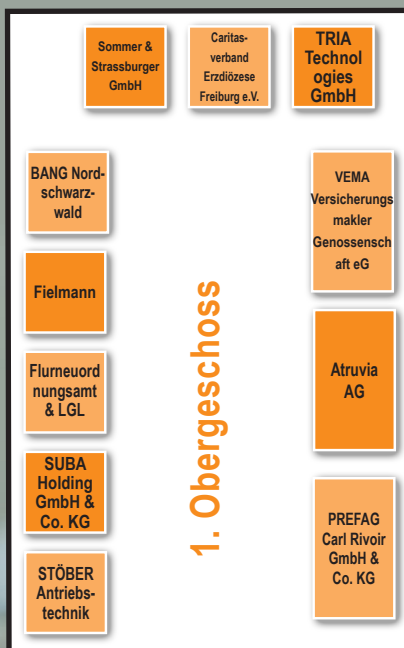 Sommer &
Strassburger
GmbH
Caritas-
verband
Erzdiözese
Freiburg e.V.
TRIA
Technol
ogies
GmbH
BANG Nord-
schwarz-
wald
VEMA
Versicherungs
makler
Genossensch
aft eG
Fielmann
Flurneuord
nungsamt
& LGL
Atruvia
AG
1. Obergeschoss
SUBA
Holding
GmbH &
Co. KG
PREFAG
Carl Rivoir
GmbH &
Co. KG
STÖBER
Antriebs-
technik